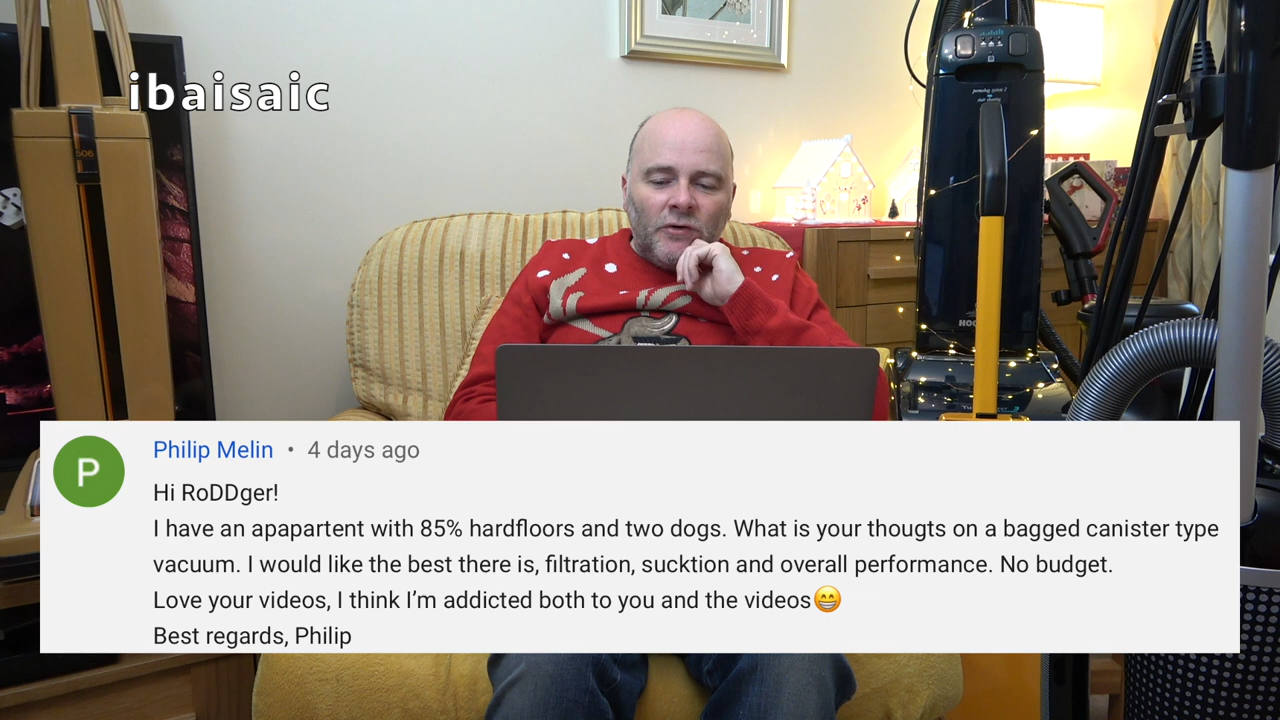 ibaisaic
506
HOO
Philip Melin • 4 days ago
Hi RoDDger!
I have an apapartent with 85% hardfloors and two dogs. What is your thougts on a bagged canister type
vacuum. I would like the best there is, filtration, sucktion and overall performance. No budget.
Love your videos, I think I'm addicted both to you and the videos😁
Best regards, Philip